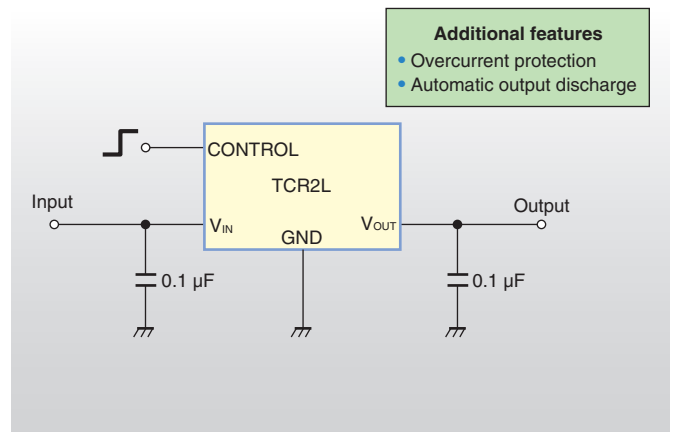 Additional features
• Overcurrent protection
• Automatic output discharge
CONTROL
TCR2L
Input
Output
VIN
VOUT
GND
0.1 µF
0.1 µF